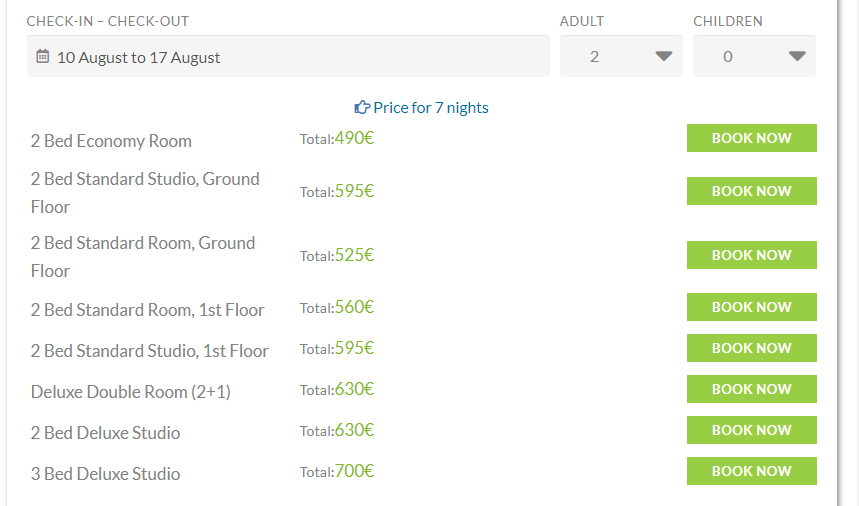 CHECK-IN – CHECK-OUT
ADULT
CHILDREN
10 August to 17 August
2
0
Price for 7 nights
2 Bed Economy Room
Total:490€
BOOK NOW
2 Bed Standard Studio, Ground
Floor
Total:595€
BOOK NOW
2 Bed Standard Room, Ground
Floor
Total:525€
BOOK NOW
2 Bed Standard Room, 1st Floor
Total:560€
BOOK NOW
2 Bed Standard Studio, 1st Floor
Total:595€
BOOK NOW
Deluxe Double Room (2+1)
Total:630€
BOOK NOW
2 Bed Deluxe Studio
Total:630€
BOOK NOW
3 Bed Deluxe Studio
Total:700€
BOOK NOW